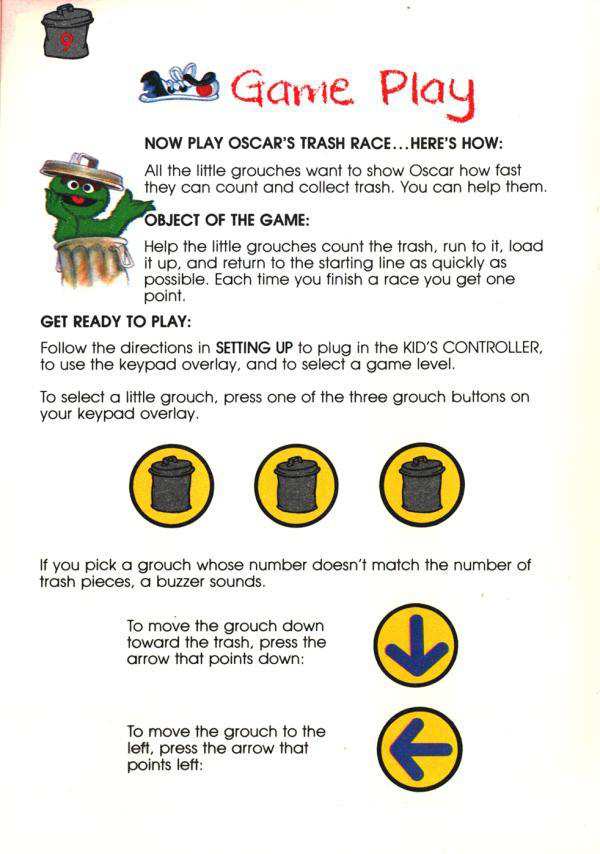 9
Game Play
NOW PLAY OSCAR'S TRASH RACE...HERE'S HOW:
All the little grouches want to show Oscar how fast
they can count and collect trash. You can help them.
OBJECT OF THE GAME:
Help the little grouches count the trash, run to it, load
it up, and return to the starting line as quickly as
possible. Each time you finish a race you get one
point.
GET READY TO PLAY:
Follow the directions in SETTING UP to plug in the KID'S CONTROLLER,
to use the keypad overlay, and to select a game level.
To select a little grouch, press one of the three grouch buttons on
your keypad overlay.
If you pick a grouch whose number doesn't match the number of
trash pieces, a buzzer sounds.
To move the grouch down
toward the trash, press the
arrow that points down:
To move the grouch to the
left, press the arrow that
points left: